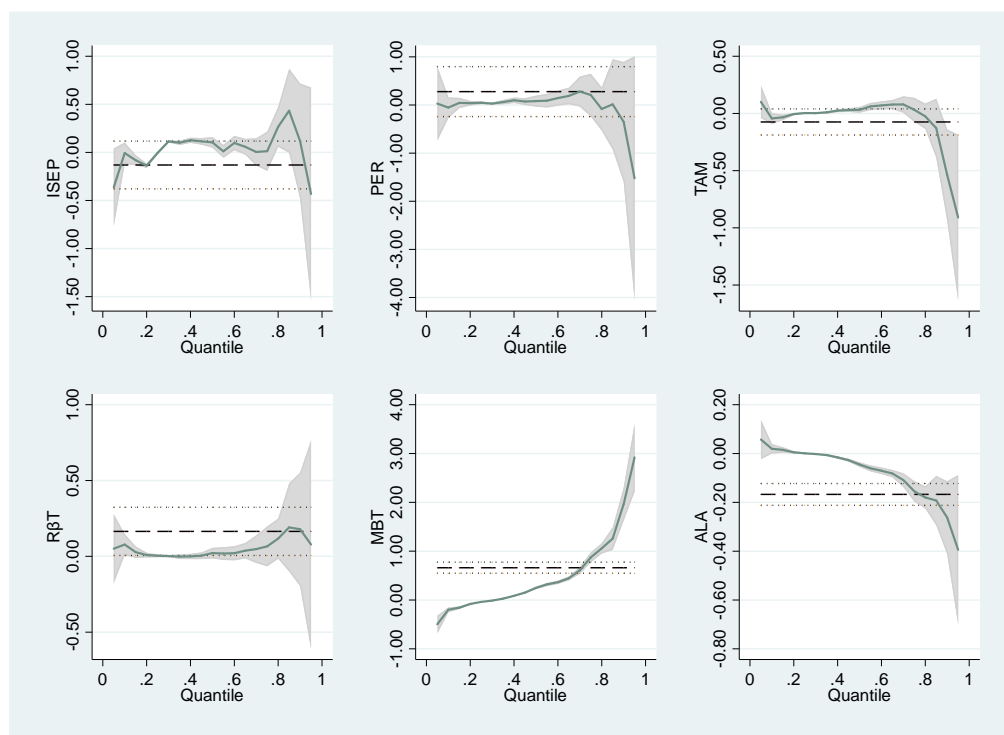 ISEP
1.00
0.50
0.00
-0.50
-1.00
-1.50
0 .2 .4 .6 .8 1
Quantile
PER
1.00
0.00
-1.00
-2.00
-3.00
-4.00
0 .2 .4 .6 .8 1
Quantile
TAM
0.50
0.00
-0.50
-1.00
-1.50
0 .2 .4 .6 .8 1
Quantile
RβT
1.00
0.50
0.00
-0.50
0 .2 .4 .6 .8 1
Quantile
MBT
4.00
3.00
2.00
1.00
0.00
-1.00
0 .2 .4 .6 .8 1
Quantile
ALA
0.20
0.00
-0.20
-0.40
-0.60
-0.80
0 .2 .4 .6 .8 1
Quantile